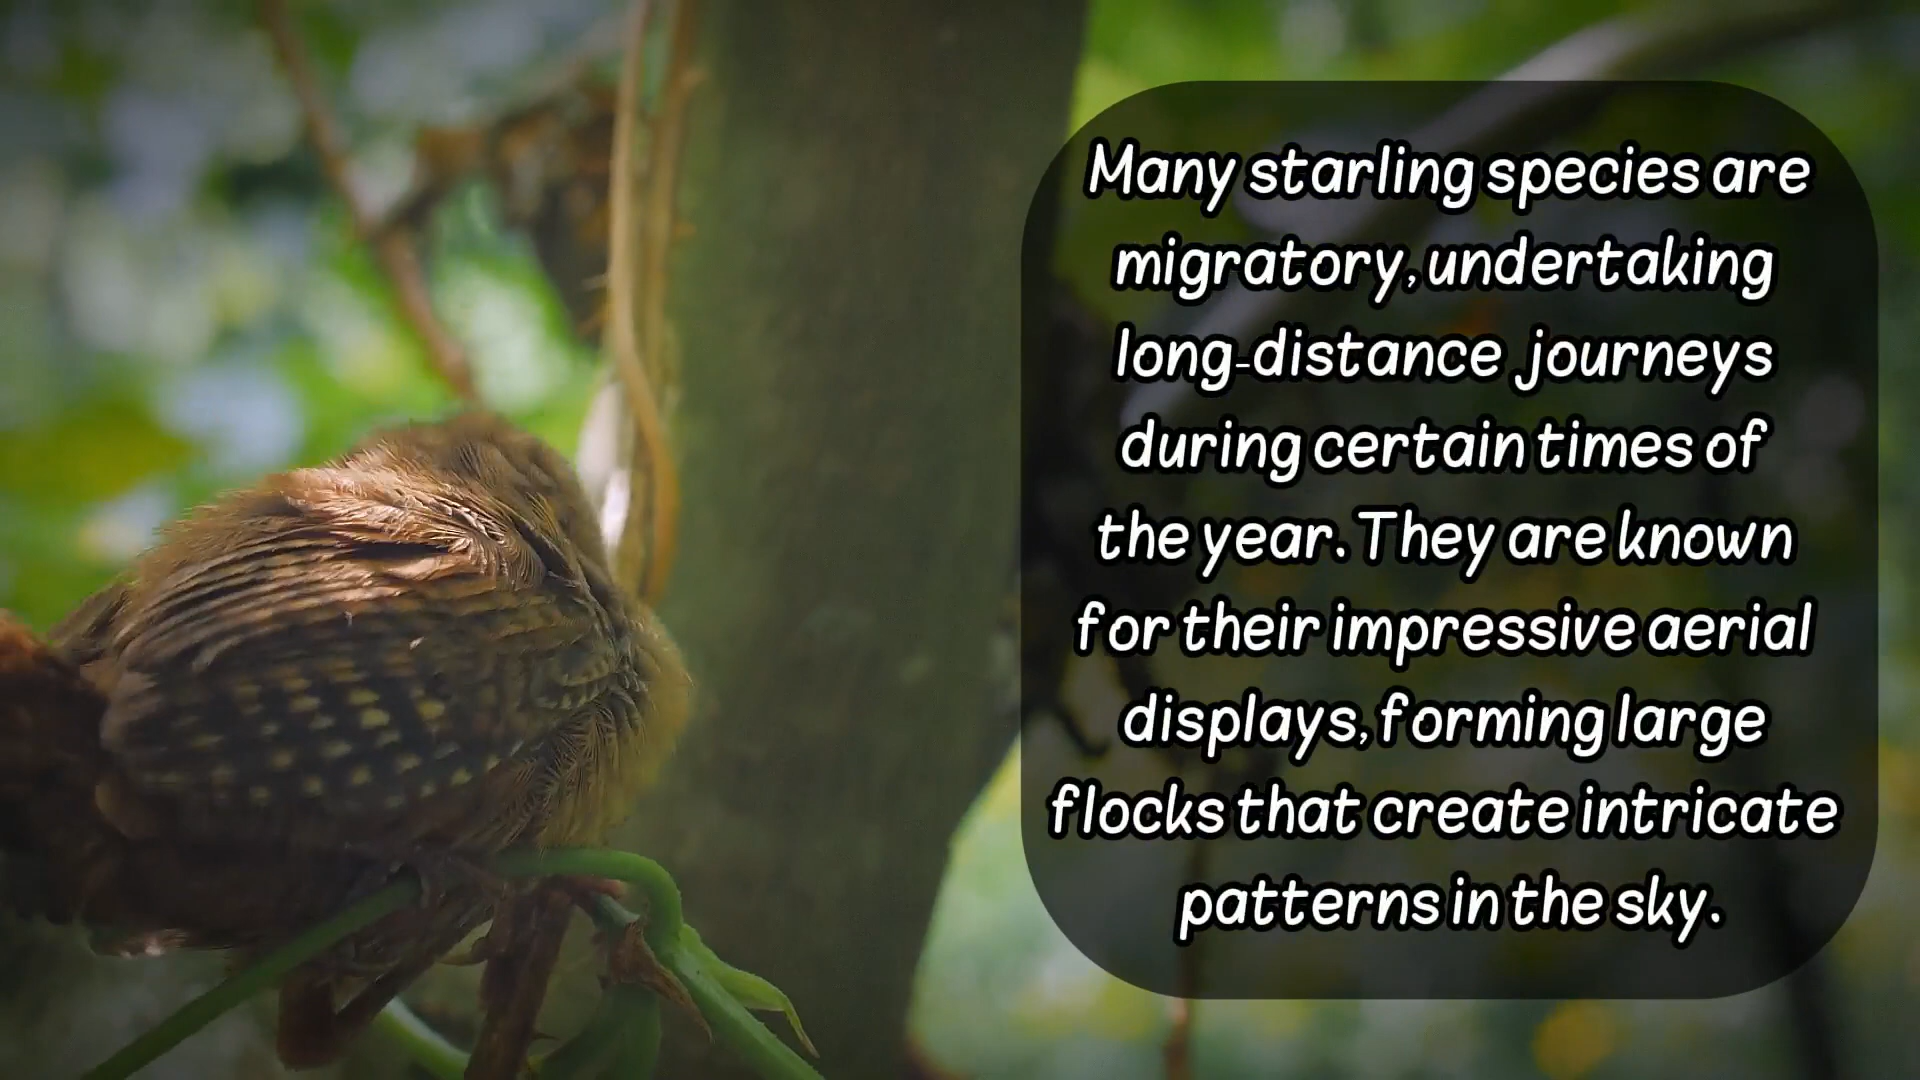 Many starling species are
migratory, undertaking
long-distance journeys
during certain times of
the year. They are known
for their impressive aerial
displays, forming large
flocks that create intricate
patterns in the sky.